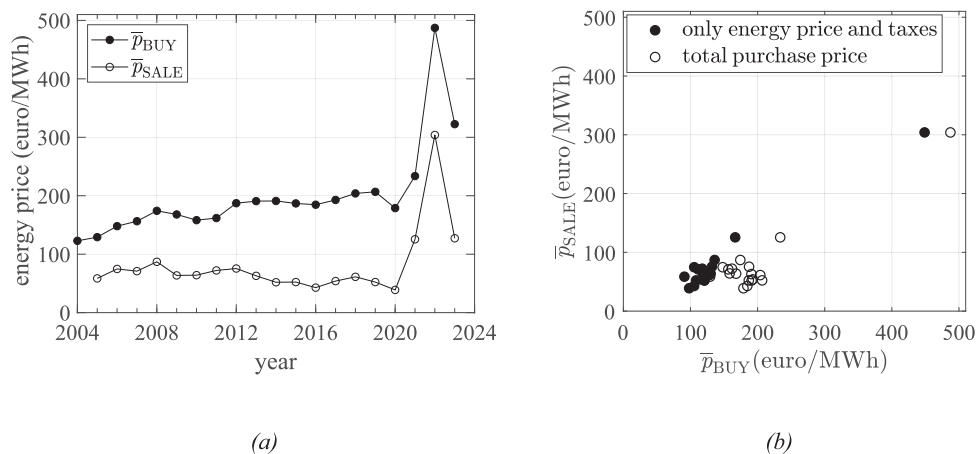 500
400
300
200
100
0
energy price (euro/MWh)
p̅BUY
p̅SALE
2004 2008 2012 2016 2020 2024
year
(a)
500
400
300
200
100
0
p̅SALE(euro/MWh)
only energy price and taxes
total purchase price
0 100 200 300 400 500
p̅BUY(euro/MWh)
(b)